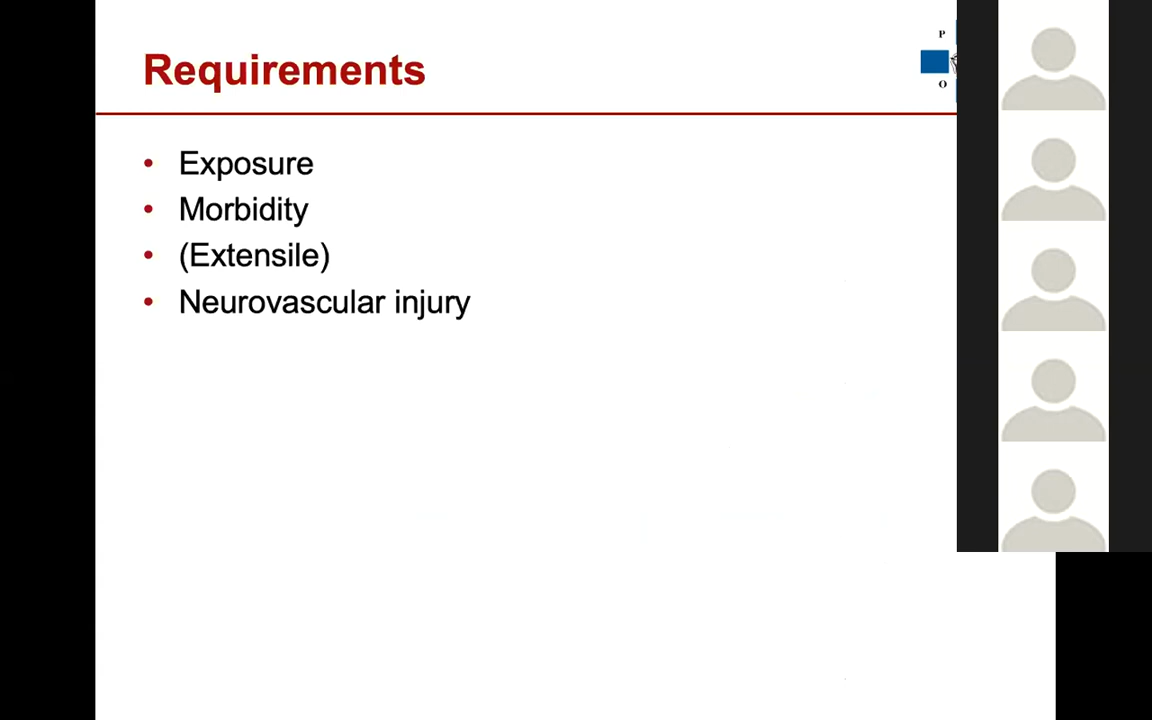 Requirements
P
O
• Exposure
• Morbidity
• (Extensile)
• Neurovascular injury